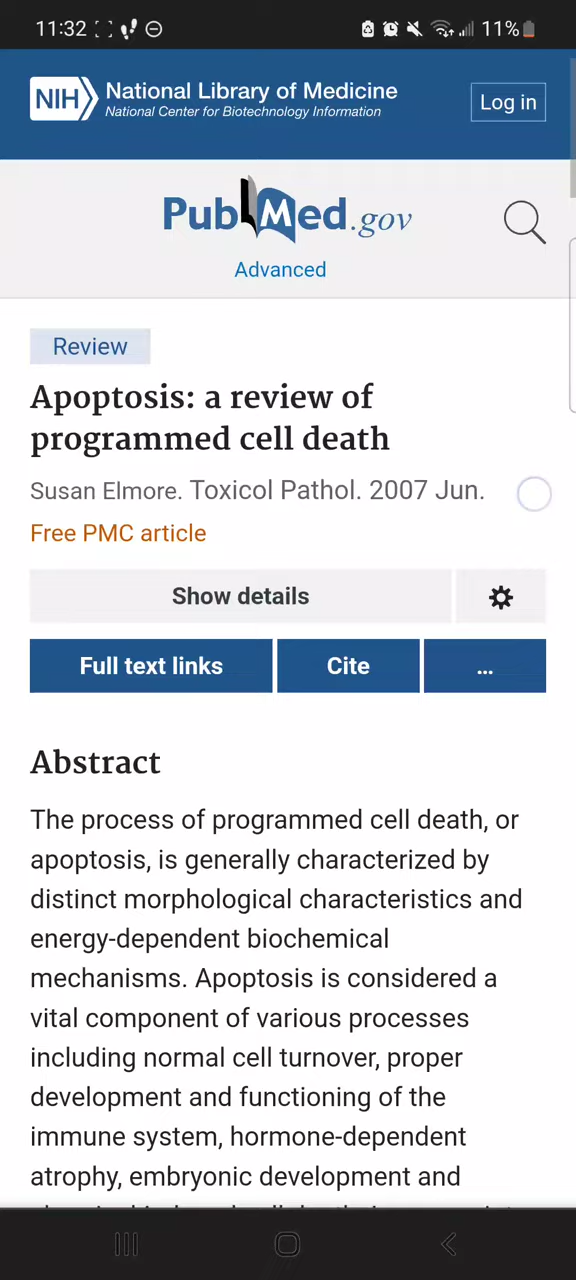 11:32
11%
NIH
National Library of Medicine
National Center for Biotechnology Information
Log in
PubMed.gov
Advanced
Review
Apoptosis: a review of
programmed cell death
Susan Elmore. Toxicol Pathol. 2007 Jun.
Free PMC article
Show details
Full text links
Cite
...
Abstract
The process of programmed cell death, or
apoptosis, is generally characterized by
distinct morphological characteristics and
energy-dependent biochemical
mechanisms. Apoptosis is considered a
vital component of various processes
including normal cell turnover, proper
development and functioning of the
immune system, hormone-dependent
atrophy, embryonic development and